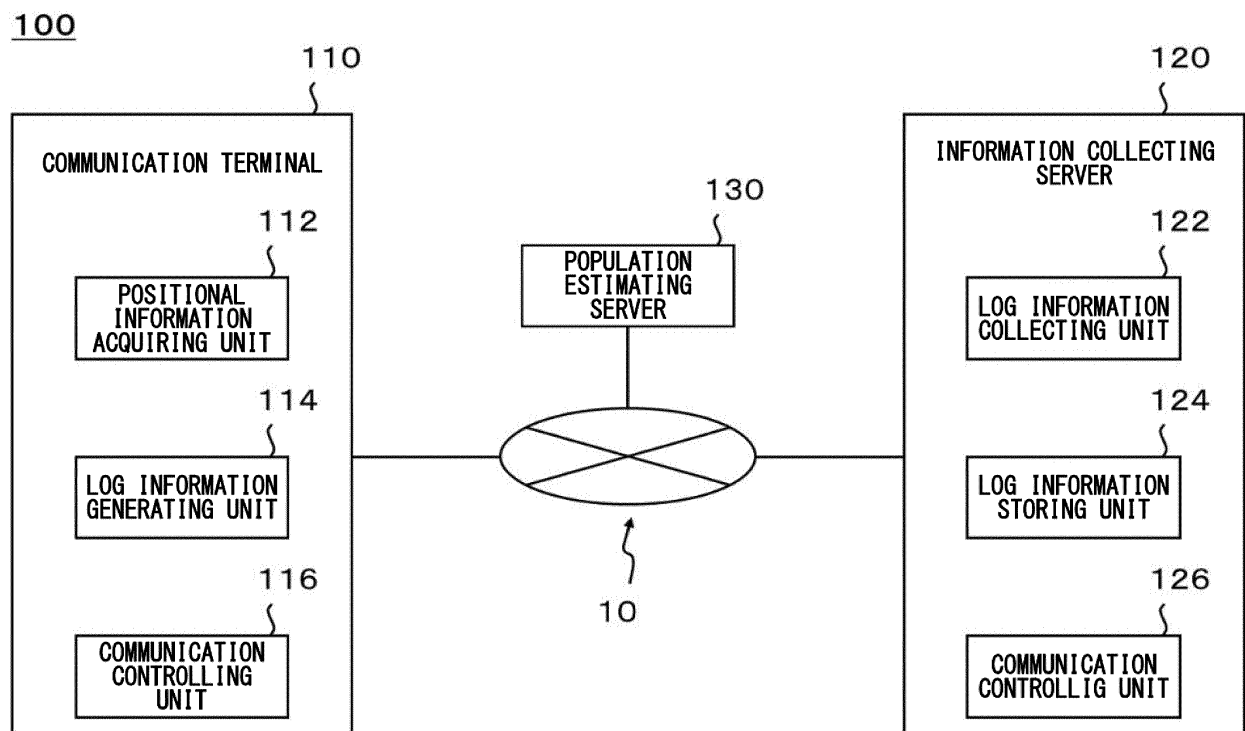 100
110
COMMUNICATION TERMINAL
112
POSITIONAL
INFORMATION
ACQUIRING UNIT
114
LOG INFORMATION
GENERATING UNIT
116
COMMUNICATION
CONTROLLING
UNIT
130
POPULATION
ESTIMATING
SERVER
10
120
INFORMATION COLLECTING
SERVER
122
LOG INFORMATION
COLLECTING UNIT
124
LOG INFORMATION
STORING UNIT
126
COMMUNICATION
CONTROLLIG UNIT